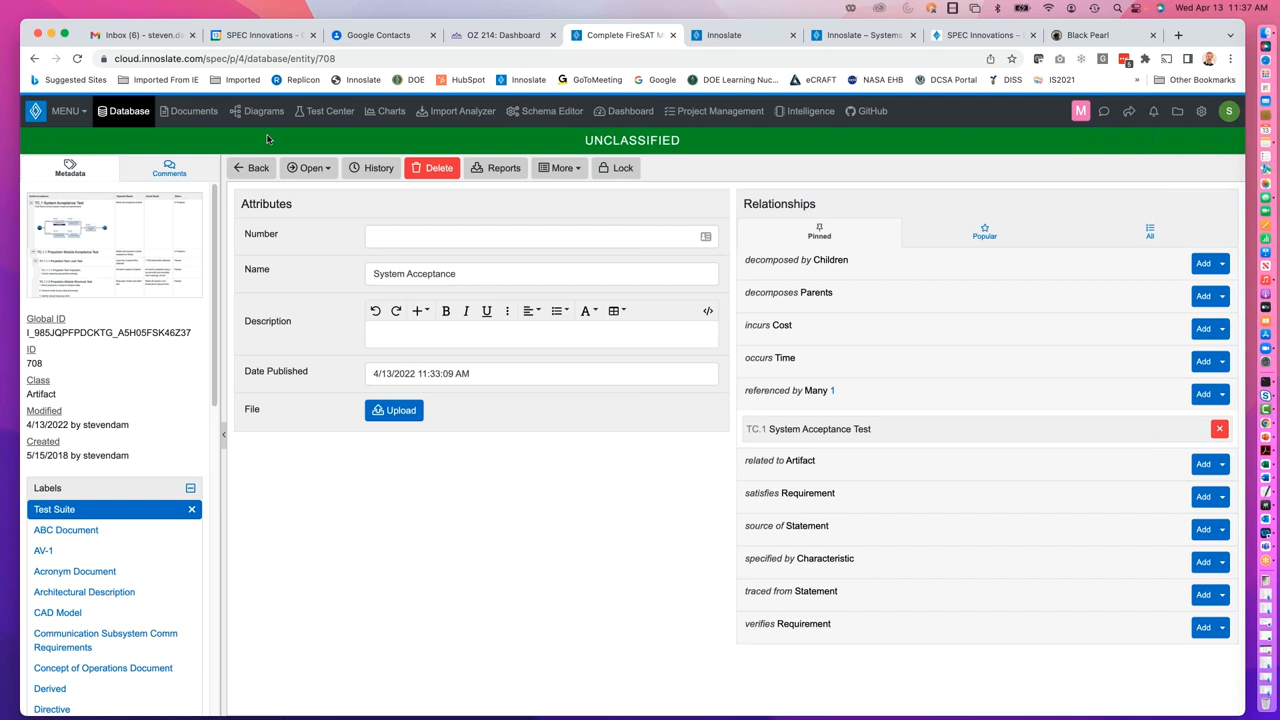 Wed Apr 13 11:37 AM
Inbox (6) - steven.d
SPEC Innovations - C
Google Contacts
OZ 214: Dashboard
Complete FireSAT M
Innoslate
Innoslate – Systems
SPEC Innovations -
Black Pearl
cloud.innoslate.com/spec/p/4/database/entity/708
Suggested Sites
Imported From IE
Imported
Replicon
Innoslate
DOE
HubSpot
Innoslate
GoToMeeting
Google
DOE Learning Nuc...
eCRAFT
NASA EHB
DCSA Portal
DISS
IS2021
»
Other Bookmarks
MENU
Database
Documents
Diagrams
Test Center
Charts
Import Analyzer
Schema Editor
Dashboard
Project Management
Intelligence
GitHub
M
S
UNCLASSIFIED
Metadata
Comments
Back
Open
History
Delete
Reports
More
Lock
TC.1 System Acceptance Test
Global ID
I_985JQPFPDCKTG_A5H05FSK46Z37
ID
708
Class
Artifact
Modified
4/13/2022 by stevendam
Created
5/15/2018 by stevendam
Labels
Test Suite
ABC Document
AV-1
Acronym Document
Architectural Description
CAD Model
Communication Subsystem Comm
Requirements
Concept of Operations Document
Derived
Directive
Attributes
Number
Name
System Acceptance
Description
B I U A
Date Published
4/13/2022 11:33:09 AM
File
Upload
Relationships
Pinned
Popular
All
decomposed by Children
Add
decomposes Parents
Add
incurs Cost
Add
occurs Time
Add
referenced by Many 1
Add
TC.1 System Acceptance Test
related to Artifact
Add
satisfies Requirement
Add
source of Statement
Add
specified by Characteristic
Add
traced from Statement
Add
verifies Requirement
Add